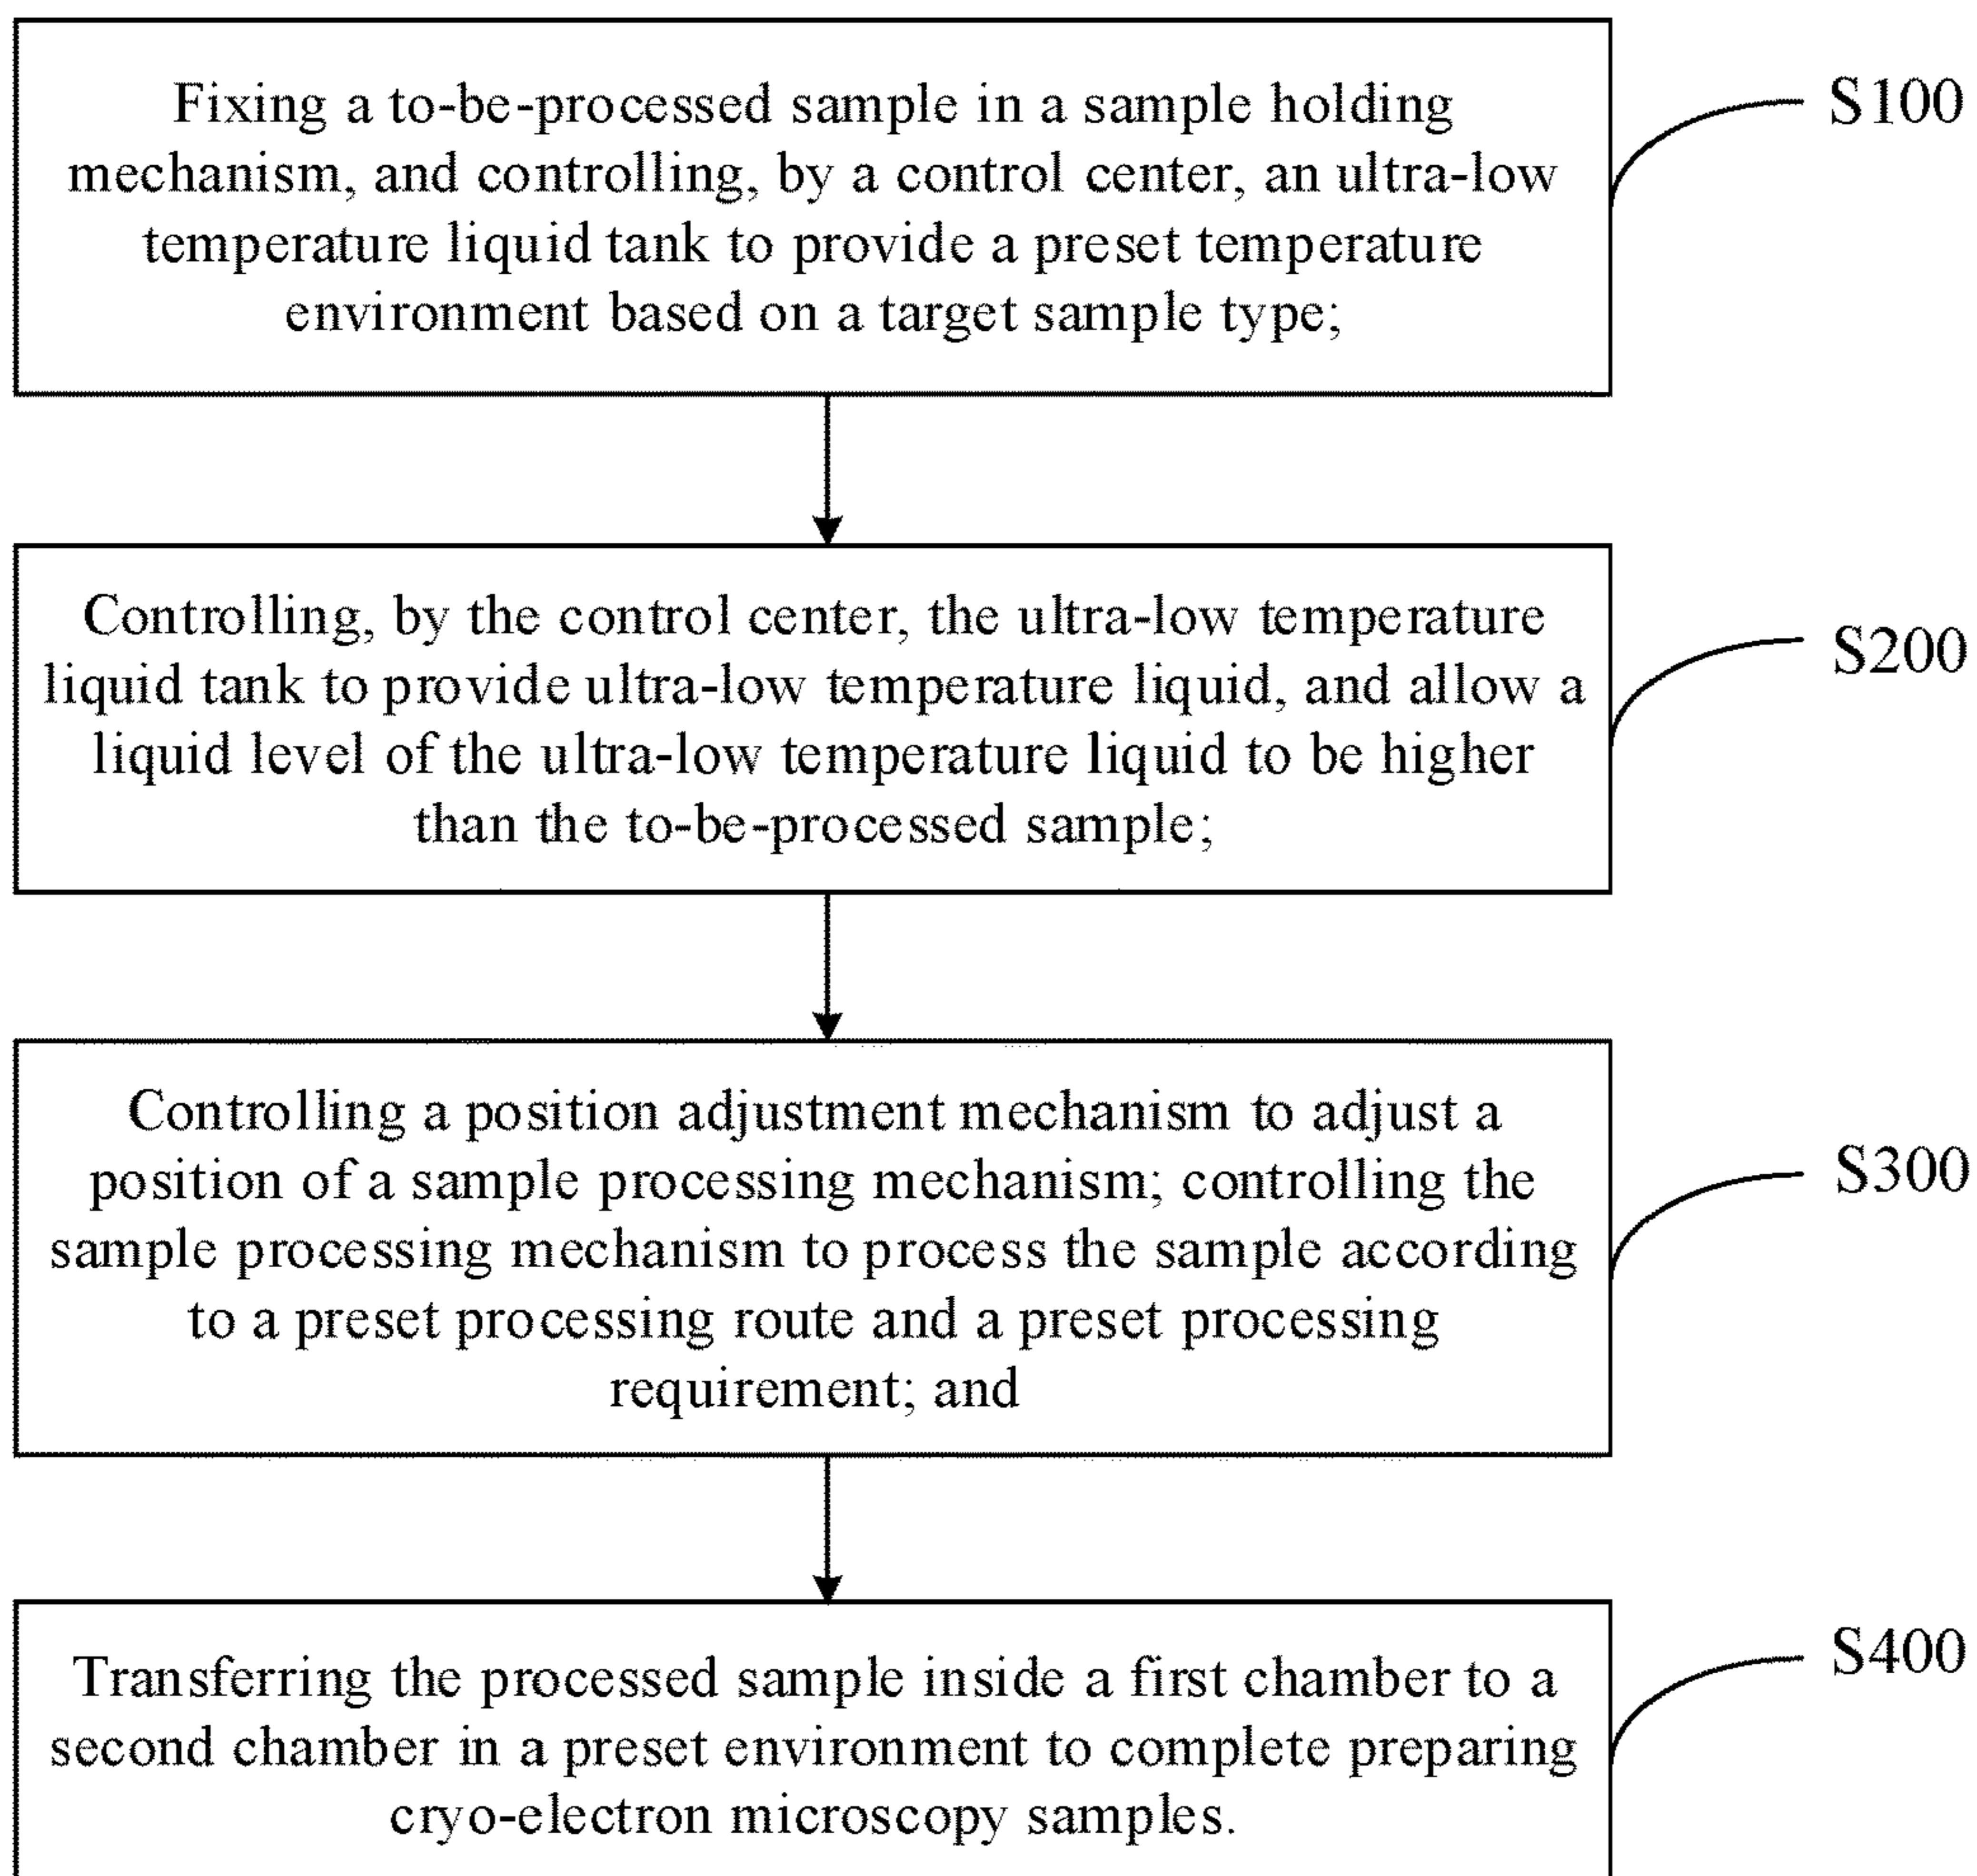 Fixing a to-be-processed sample in a sample holding
mechanism, and controlling, by a control center, an ultra-low
temperature liquid tank to provide a preset temperature
environment based on a target sample type;
S100
Controlling, by the control center, the ultra-low temperature
liquid tank to provide ultra-low temperature liquid, and allow a
liquid level of the ultra-low temperature liquid to be higher
than the to-be-processed sample;
S200
Controlling a position adjustment mechanism to adjust a
position of a sample processing mechanism; controlling the
sample processing mechanism to process the sample according
to a preset processing route and a preset processing
requirement; and
S300
Transferring the processed sample inside a first chamber to a
second chamber in a preset environment to complete preparing
cryo-electron microscopy samples.
S400